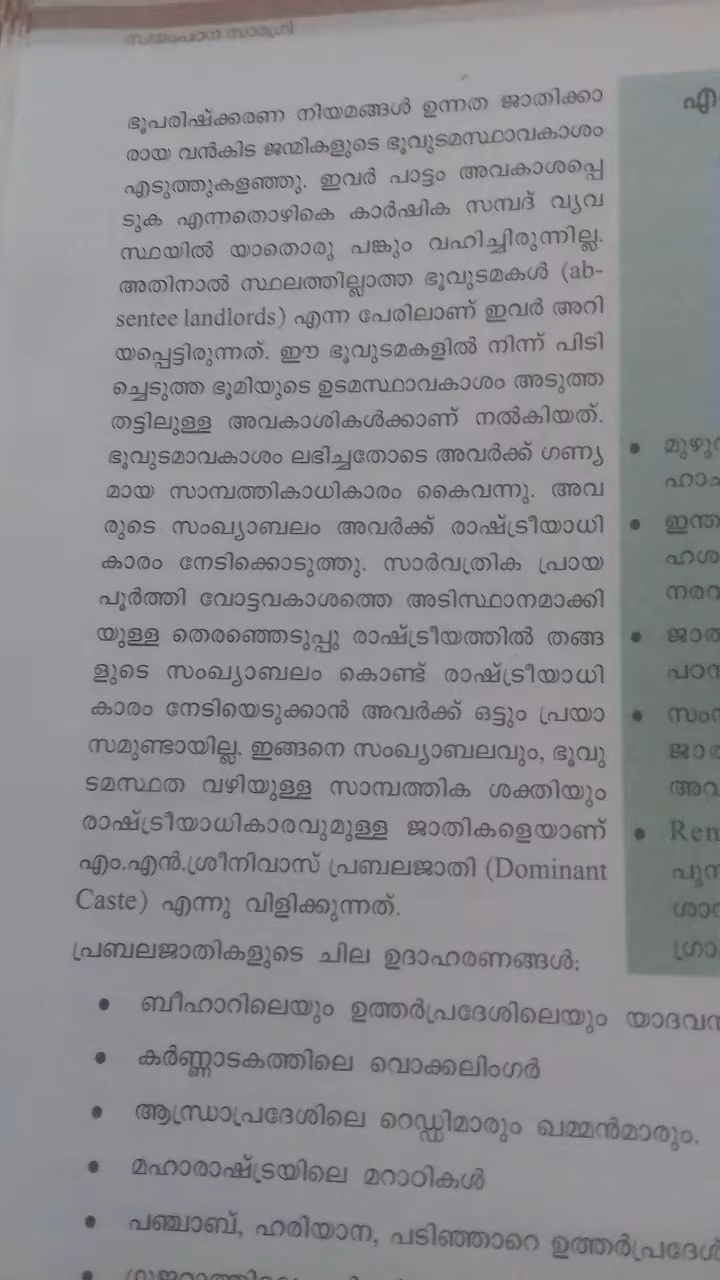 ഭൂപരിഷ്ക്കരണ നിയമങ്ങൾ ഉന്നത ജാതിക്കാ
രായ വൻകിട ജന്മികളുടെ ഭൂവുടമസ്ഥാവകാശം
എടുത്തുകളഞ്ഞു. ഇവർ പാട്ടം അവകാശപ്പെ
ടുക എന്നതൊഴികെ കാർഷിക സമ്പദ് വ്യവ
സ്ഥയിൽ യാതൊരു പങ്കും വഹിച്ചിരുന്നില്ല.
അതിനാൽ സ്ഥലത്തില്ലാത്ത ഭൂവുടമകൾ (ab-
sentee landlords) എന്ന പേരിലാണ് ഇവർ അറി
യപ്പെട്ടിരുന്നത്. ഈ ഭൂവുടമകളിൽ നിന്ന് പിടി
ച്ചെടുത്ത ഭൂമിയുടെ ഉടമസ്ഥാവകാശം അടുത്ത
തട്ടിലുള്ള അവകാശികൾക്കാണ് നൽകിയത്.
ഭൂവുടമാവകാശം ലഭിച്ചതോടെ അവർക്ക് ഗണ്യ
മായ സാമ്പത്തികാധികാരം കൈവന്നു. അവ
രുടെ സംഖ്യാബലം അവർക്ക് രാഷ്ട്രീയാധി
കാരം നേടിക്കൊടുത്തു. സാർവത്രിക പ്രായ
പൂർത്തി വോട്ടവകാശത്തെ അടിസ്ഥാനമാക്കി
യുള്ള തെരഞ്ഞെടുപ്പു രാഷ്ട്രീയത്തിൽ തങ്ങ
ളുടെ സംഖ്യാബലം കൊണ്ട് രാഷ്ട്രീയാധി
കാരം നേടിയെടുക്കാൻ അവർക്ക് ഒട്ടും പ്രയാ
സമുണ്ടായില്ല. ഇങ്ങനെ സംഖ്യാബലവും, ഭൂവു
ടമസ്ഥത വഴിയുള്ള സാമ്പത്തിക ശക്തിയും
രാഷ്ട്രീയാധികാരവുമുള്ള ജാതികളെയാണ്
എം.എൻ.ശ്രീനിവാസ് പ്രബലജാതി (Dominant
Caste) എന്നു വിളിക്കുന്നത്.
പ്രബലജാതികളുടെ ചില ഉദാഹരണങ്ങൾ:
• ബീഹാറിലെയും ഉത്തർപ്രദേശിലെയും
• കർണ്ണാടകത്തിലെ വൊക്കലിംഗർ
• ആന്ധ്രാപ്രദേശിലെ റെഡ്ഡിമാരും ഖമ്മൻമാരും.
• മഹാരാഷ്ട്രയിലെ മറാഠികൾ
• പഞ്ചാബ്, ഹരിയാന, പടിഞ്ഞാറെ